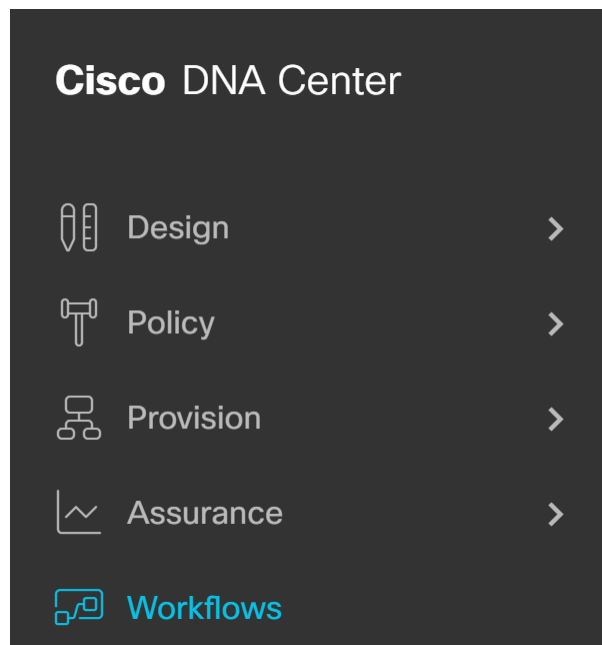 Cisco DNA Center
Design
Policy
Provision
Assurance
Workflows